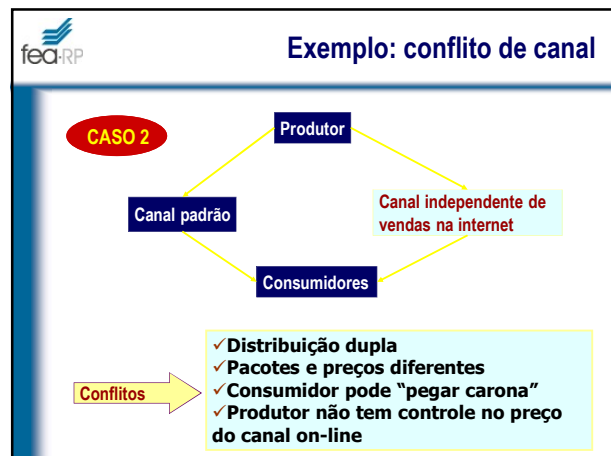 fea-RP
Exemplo: conflito de canal
CASO 2
Produtor
Canal padrão
Canal independente de
vendas na internet
Consumidores
Conflitos
✓Distribuição dupla
✓Pacotes e preços diferentes
✓Consumidor pode “pegar carona”
✓Produtor não tem controle no preço
do canal on-line